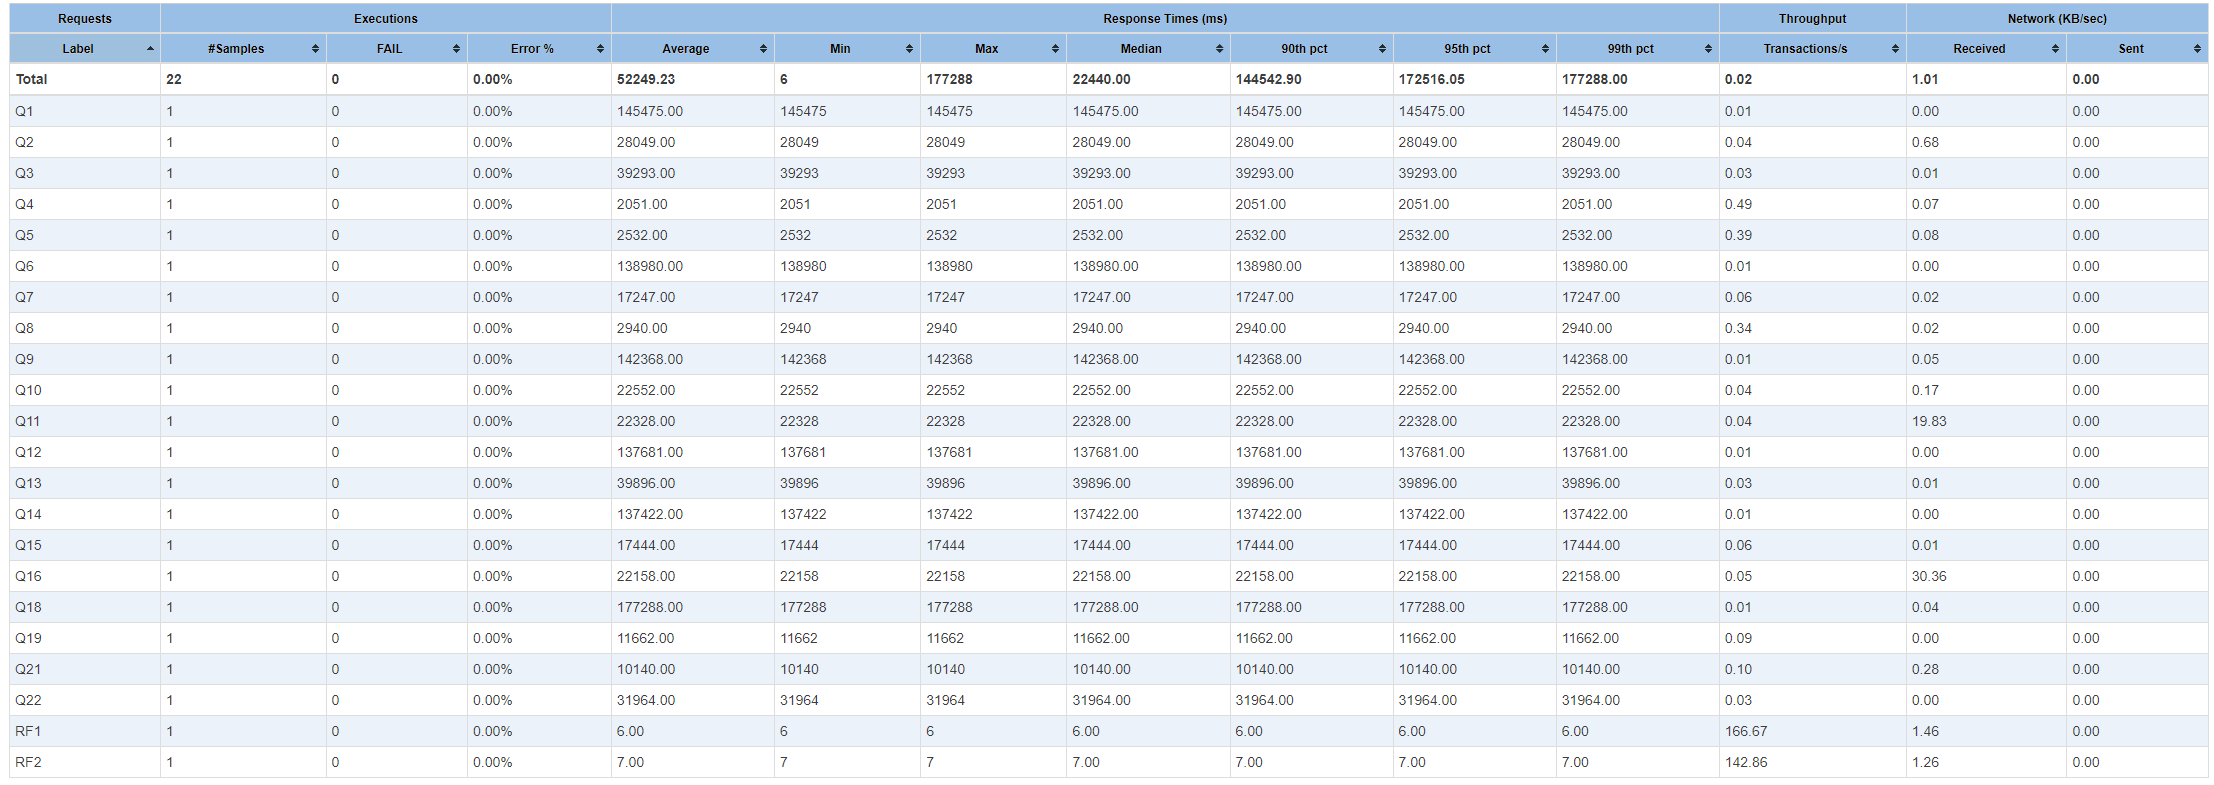 Requests Executions Response Times (ms) Throughput Network (KB/sec)
Label #Samples FAIL Error % Average Min Max Median 90th pct 95th pct 99th pct Transactions/s Received Sent
Total 22 0 0.00% 52249.23 6 177288 22440.00 144542.90 172516.05 177288.00 0.02 1.01 0.00
Q1 1 0 0.00% 145475.00 145475 145475 145475.00 145475.00 145475.00 145475.00 0.01 0.00 0.00
Q2 1 0 0.00% 28049.00 28049 28049 28049.00 28049.00 28049.00 28049.00 0.04 0.68 0.00
Q3 1 0 0.00% 39293.00 39293 39293 39293.00 39293.00 39293.00 39293.00 0.03 0.01 0.00
Q4 1 0 0.00% 2051.00 2051 2051 2051.00 2051.00 2051.00 2051.00 0.49 0.07 0.00
Q5 1 0 0.00% 2532.00 2532 2532 2532.00 2532.00 2532.00 2532.00 0.39 0.08 0.00
Q6 1 0 0.00% 138980.00 138980 138980 138980.00 138980.00 138980.00 138980.00 0.01 0.00 0.00
Q7 1 0 0.00% 17247.00 17247 17247 17247.00 17247.00 17247.00 17247.00 0.06 0.02 0.00
Q8 1 0 0.00% 2940.00 2940 2940 2940.00 2940.00 2940.00 2940.00 0.34 0.02 0.00
Q9 1 0 0.00% 142368.00 142368 142368 142368.00 142368.00 142368.00 142368.00 0.01 0.05 0.00
Q10 1 0 0.00% 22552.00 22552 22552 22552.00 22552.00 22552.00 22552.00 0.04 0.17 0.00
Q11 1 0 0.00% 22328.00 22328 22328 22328.00 22328.00 22328.00 22328.00 0.04 19.83 0.00
Q12 1 0 0.00% 137681.00 137681 137681 137681.00 137681.00 137681.00 137681.00 0.01 0.00 0.00
Q13 1 0 0.00% 39896.00 39896 39896 39896.00 39896.00 39896.00 39896.00 0.03 0.01 0.00
Q14 1 0 0.00% 137422.00 137422 137422 137422.00 137422.00 137422.00 137422.00 0.01 0.00 0.00
Q15 1 0 0.00% 17444.00 17444 17444 17444.00 17444.00 17444.00 17444.00 0.06 0.01 0.00
Q16 1 0 0.00% 22158.00 22158 22158 22158.00 22158.00 22158.00 22158.00 0.05 30.36 0.00
Q18 1 0 0.00% 177288.00 177288 177288 177288.00 177288.00 177288.00 177288.00 0.01 0.04 0.00
Q19 1 0 0.00% 11662.00 11662 11662 11662.00 11662.00 11662.00 11662.00 0.09 0.00 0.00
Q21 1 0 0.00% 10140.00 10140 10140 10140.00 10140.00 10140.00 10140.00 0.10 0.28 0.00
Q22 1 0 0.00% 31964.00 31964 31964 31964.00 31964.00 31964.00 31964.00 0.03 0.00 0.00
RF1 1 0 0.00% 6.00 6 6 6.00 6.00 6.00 6.00 166.67 1.46 0.00
RF2 1 0 0.00% 7.00 7 7 7.00 7.00 7.00 7.00 142.86 1.26 0.00